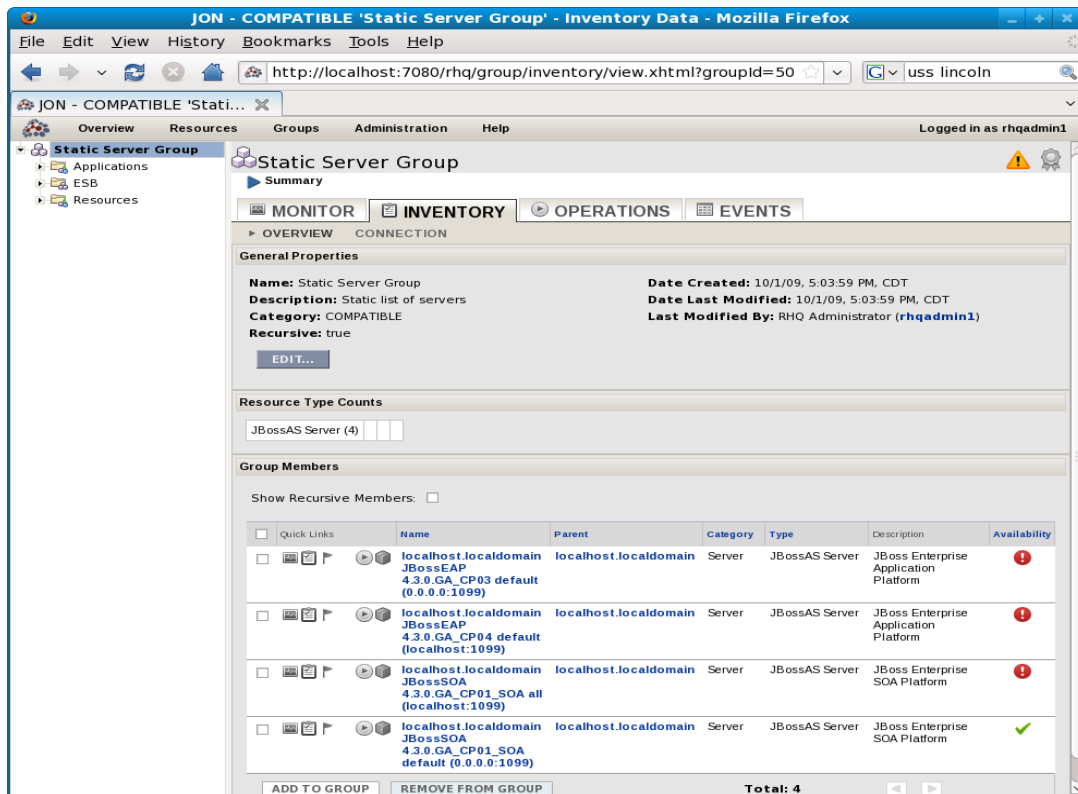 JON - COMPATIBLE 'Static Server Group' - Inventory Data - Mozilla Firefox
File Edit View History Bookmarks Tools Help
http://localhost:7080/rhq/group/inventory/view.xhtml?groupId=50
G uss lincoln
JON - COMPATIBLE 'Stati...
Overview Resources Groups Administration Help Logged in as rhqadmin1
Static Server Group
Applications
ESB
Resources
Static Server Group
Summary
MONITOR INVENTORY OPERATIONS EVENTS
OVERVIEW CONNECTION
General Properties
Name: Static Server Group
Description: Static list of servers
Category: COMPATIBLE
Recursive: true
Date Created: 10/1/09, 5:03:59 PM, CDT
Date Last Modified: 10/1/09, 5:03:59 PM, CDT
Last Modified By: RHQ Administrator (rhqadmin1)
EDIT...
Resource Type Counts
JBossAS Server (4)
Group Members
Show Recursive Members:
Quick Links Name Parent Category Type Description Availability
localhost.localdomain localhost.localdomain Server JBossAS Server JBoss Enterprise
JBossEAP Application
4.3.0.GA_CP03 default Platform
(0.0.0.0:1099)
localhost.localdomain localhost.localdomain Server JBossAS Server JBoss Enterprise
JBossEAP Application
4.3.0.GA_CP04 default Platform
(localhost:1099)
localhost.localdomain localhost.localdomain Server JBossAS Server JBoss Enterprise
JBossSOA SOA Platform
4.3.0.GA_CP01_SOA all
(localhost:1099)
localhost.localdomain localhost.localdomain Server JBossAS Server JBoss Enterprise
JBossSOA SOA Platform
4.3.0.GA_CP01_SOA
default (0.0.0.0:1099)
ADD TO GROUP REMOVE FROM GROUP Total: 4